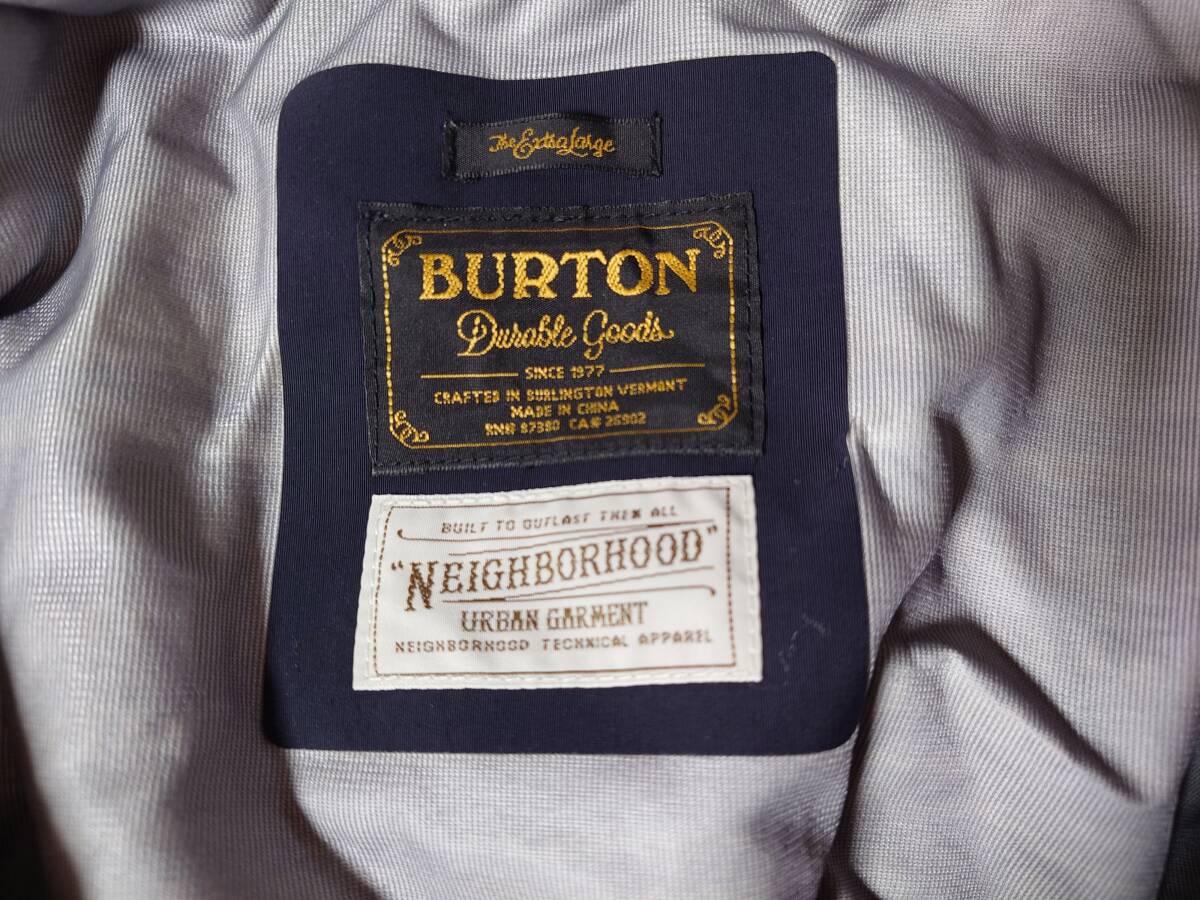 The Extra Large
BURTON
Durable Goods
SINCE 1977
CRAFTED IN BURLINGTON VERMONT
MADE IN CHINA
RN# 87380 CA# 26902
BUILT TO OUTLAST THEM ALL
"NEIGHBORHOOD"
URBAN GARMENT
NEIGHBORHOOD TECHNICAL APPAREL